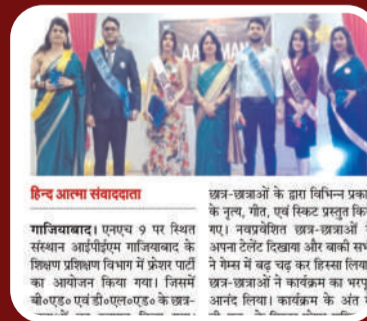 AAGMAN
हिन्द आत्मा संवाददाता
गाजियाबाद। एनएच 9 पर स्थित
संस्थान आईपीईएम गाजियाबाद के
शिक्षण प्रशिक्षण विभाग में फ्रेशर पार्टी
का आयोजन किया गया। जिसमें
बी०एड० एवं डी०एल०एड० के छात्र-
छात्र-छात्राओं के द्वारा विभिन्न प्रका
के नृत्य, गीत, एवं स्किट प्रस्तुत कि
गए। नवप्रवेशित छात्र-छात्राओं
अपना टेलेंट दिखाया और बाकी सभ
ने गेम्स में बढ़ चढ़ कर हिस्सा लिया
छात्र-छात्राओं ने कार्यक्रम का भरपू
आनंद लिया। कार्यक्रम के अंत